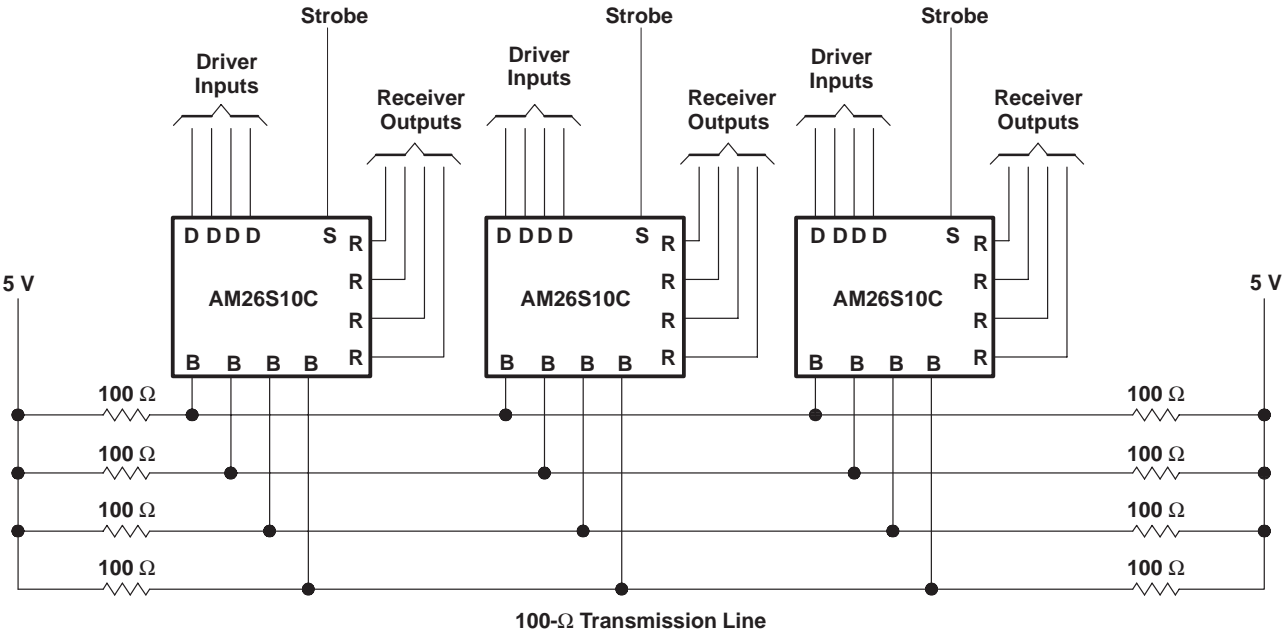 Strobe Strobe Strobe
Driver Inputs Driver Inputs Driver Inputs
Receiver Outputs Receiver Outputs Receiver Outputs
D D D D S R D D D D S R D D D D S R
R R R
5 V AM26S10C AM26S10C AM26S10C 5 V
R R R
B B B B R B B B B R B B B B R
100 Ω 100 Ω
100 Ω 100 Ω
100 Ω 100 Ω
100 Ω 100 Ω
100-Ω Transmission Line